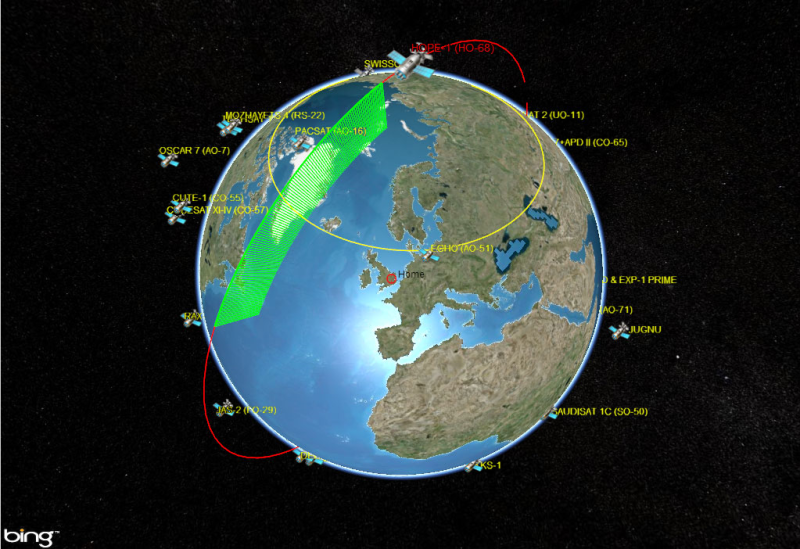 HOPE-1 (HO-68)
SWISSC
MOZHAYETS 4 (RS-22)
AT 2 (UO-11)
PACSAT (AO-16)
APD II (CO-65)
OSCAR 7 (AO-7)
CUTE-1 (CO-55)
CUBESAT XI-IV (CO-57)
ECHO (AO-51)
Home
& EXP-1 PRIME
(AO-71)
RAX
JUGNU
JAS-2 (FO-29)
SAUDISAT 1C (SO-50)
KS-1
bing